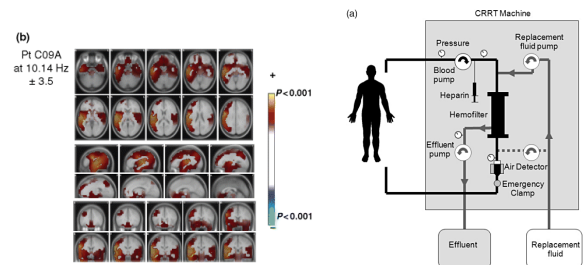 (b)
Pt C09A
at 10.14 Hz
± 3.5
+
P< 0.001
P< 0.001
−
(a)
CRRT Machine
Pressure
Replacement
fluid pump
Blood
pump
Heparin
Hemofilter
Effluent
pump
Air Detector
Emergency
Clamp
Effluent
Replacement
fluid